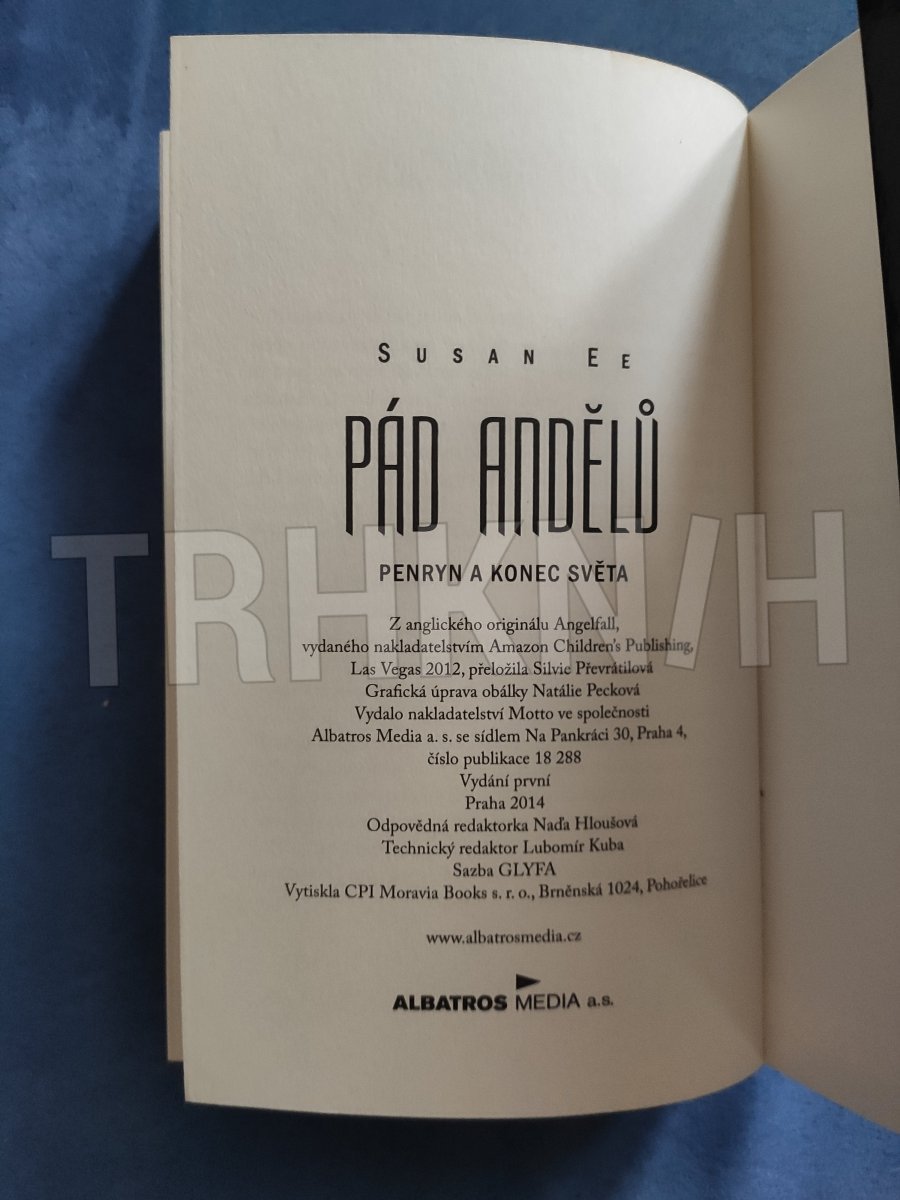 SUSAN EE
PÁD ANDĚLŮ
TRHKNIH
PENRYN A KONEC SVĚTA
Z anglického originálu Angelfall,
vydaného nakladatelstvím Amazon Children's Publishing,
Las Vegas 2012, přeložila Silvie Převrátilová
Grafická úprava obálky Natálie Pecková
Vydalo nakladatelství Motto ve společnosti
Albatros Media a. s. se sídlem Na Pankráci 30, Praha 4,
číslo publikace 18 288
Vydání první
Praha 2014
Odpovědná redaktorka Naďa Hloušová
Technický redaktor Lubomír Kuba
Sazba GLYFA
Vytiskla CPI Moravia Books s. r. o., Brněnská 1024, Pohořelice
www.albatrosmedia.cz
ALBATROS MEDIA a.s.